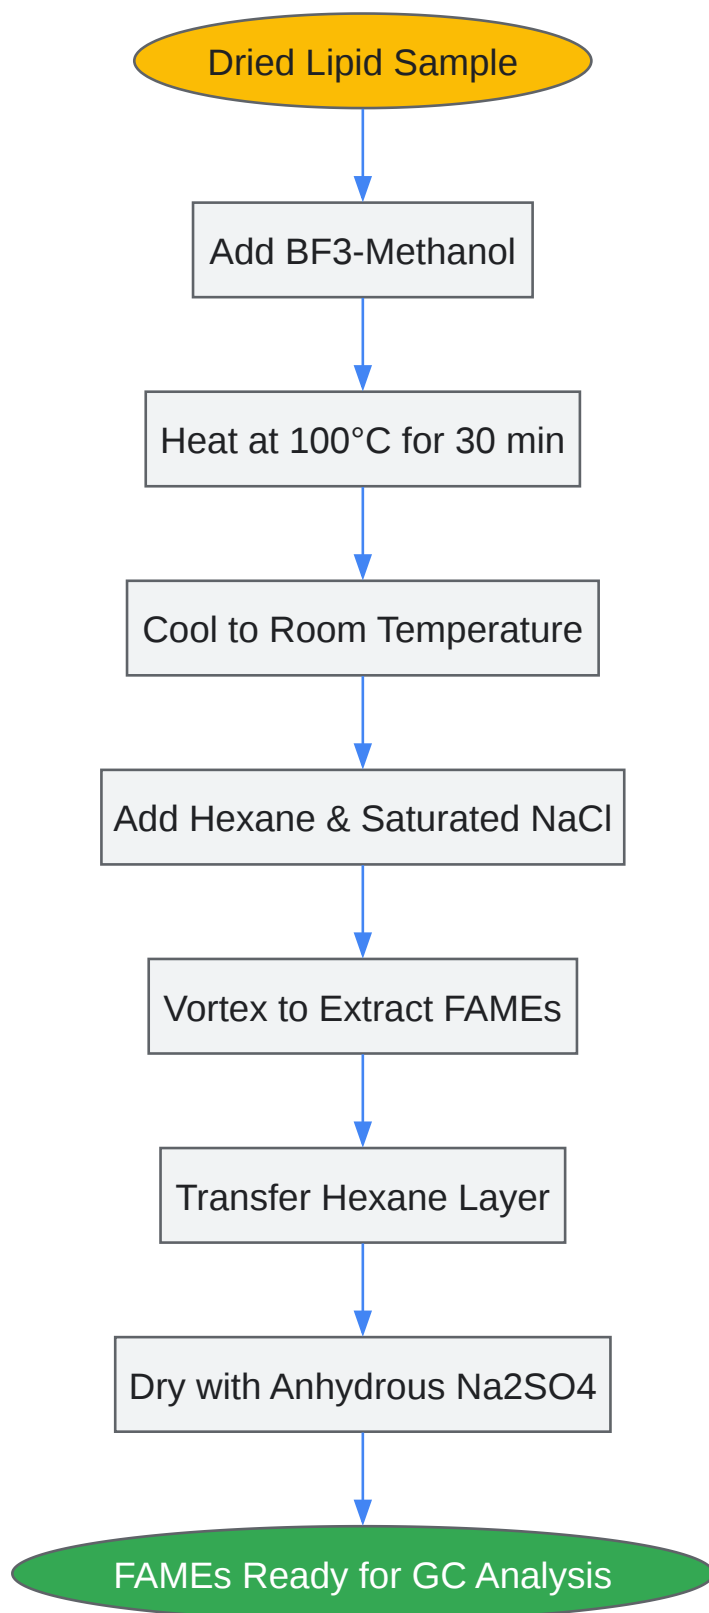 Dried Lipid Sample
Add BF3-Methanol
Heat at 100°C for 30 min
Cool to Room Temperature
Add Hexane & Saturated NaCl
Vortex to Extract FAMEs
Transfer Hexane Layer
Dry with Anhydrous Na2SO4
FAMEs Ready for GC Analysis